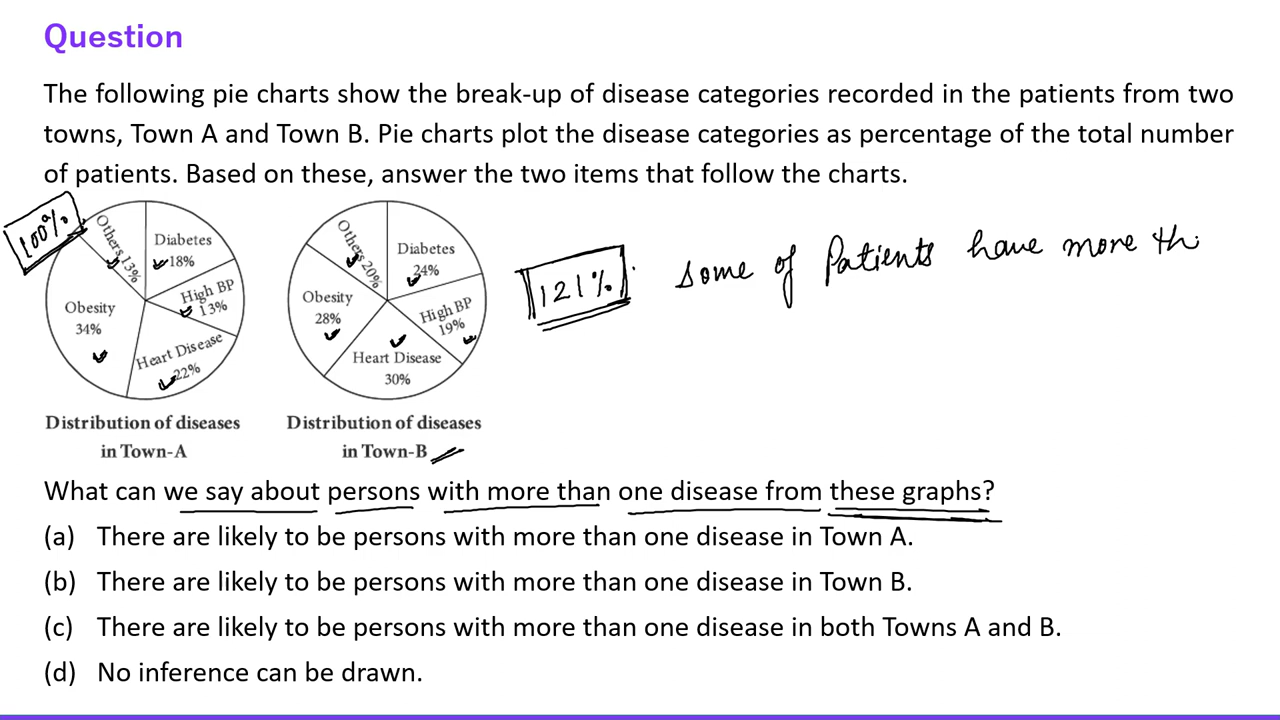 Question
The following pie charts show the break-up of disease categories recorded in the patients from two
towns, Town A and Town B. Pie charts plot the disease categories as percentage of the total number
of patients. Based on these, answer the two items that follow the charts.
100%
Others 13%
Diabetes
18%
High BP
13%
Heart Disease
22%
Obesity
34%
Distribution of diseases
in Town-A
Others 20%
Diabetes
24%
High BP
19%
Heart Disease
30%
Obesity
28%
Distribution of diseases
in Town-B
121%
some of Patients have more th
What can we say about persons with more than one disease from these graphs?
(a) There are likely to be persons with more than one disease in Town A.
(b) There are likely to be persons with more than one disease in Town B.
(c) There are likely to be persons with more than one disease in both Towns A and B.
(d) No inference can be drawn.